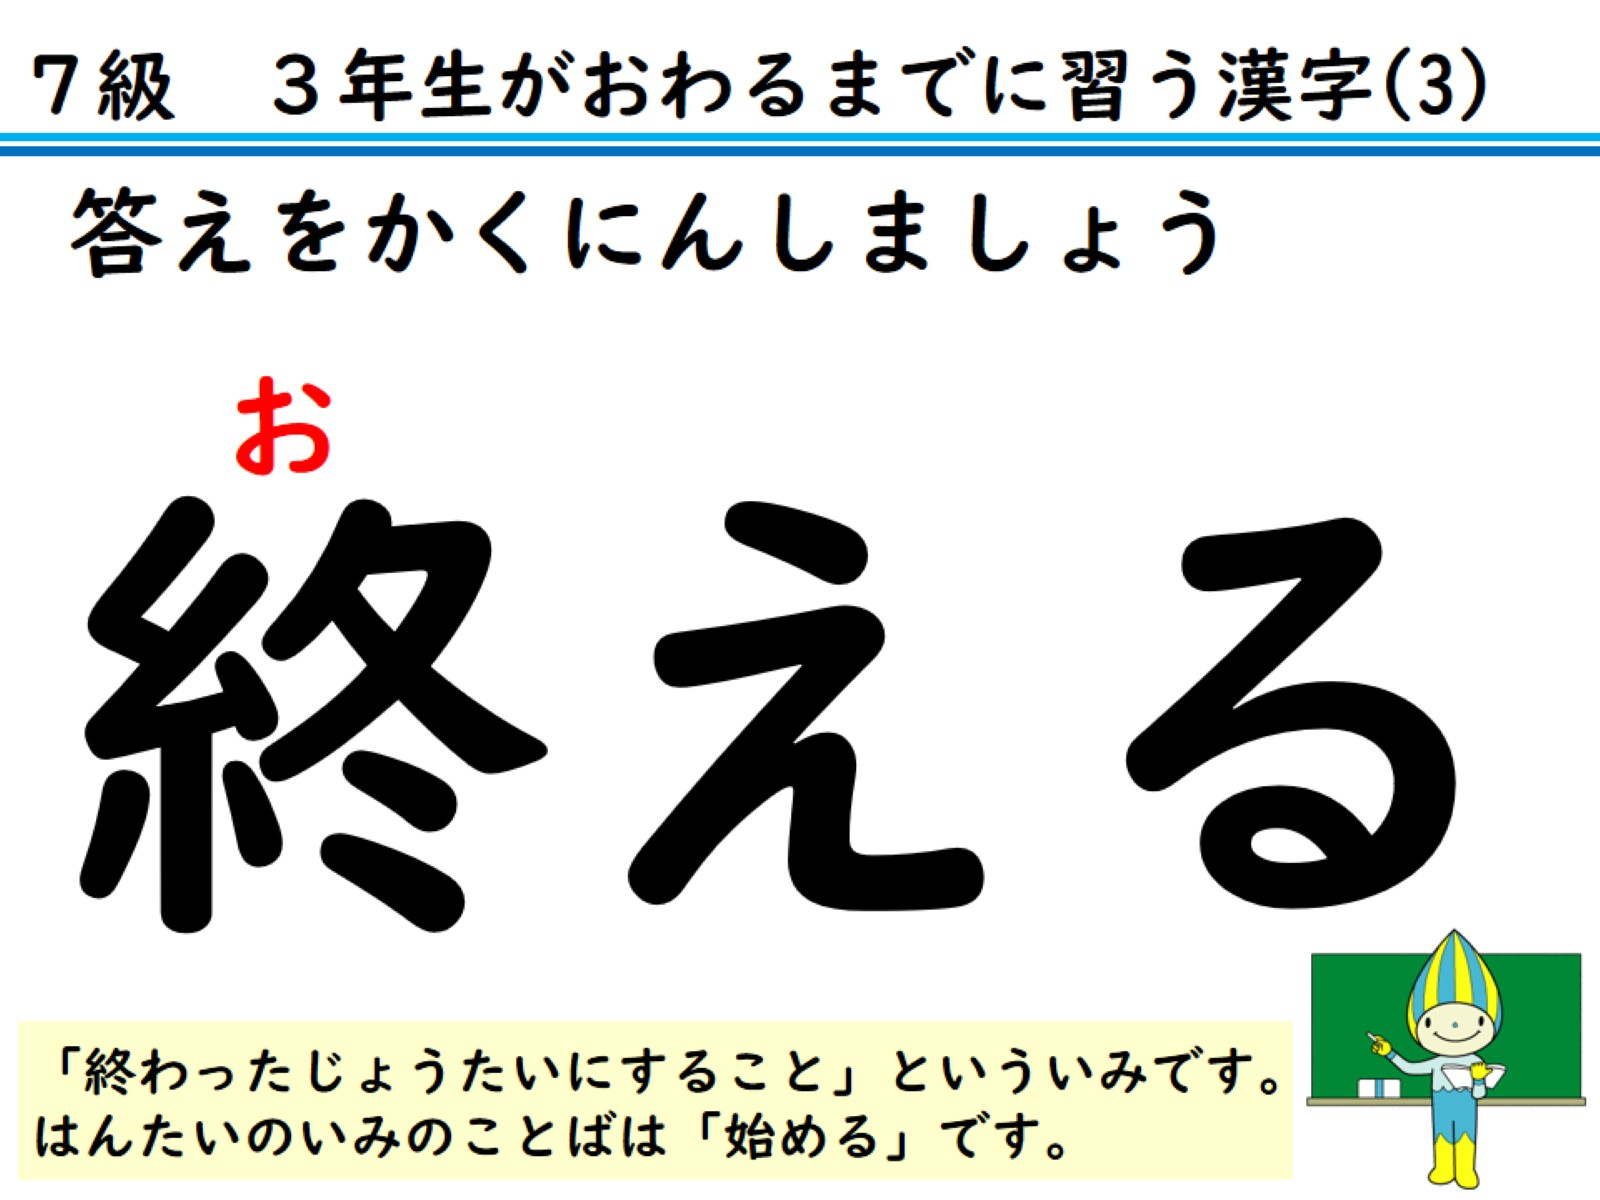 ７級　３年生がおわるまでに習う漢字(3)
答えをかくにんしましょう
お
終える
「終わったじょうたいにすること」といういみです。
はんたいのいみのことばは「始める」です。